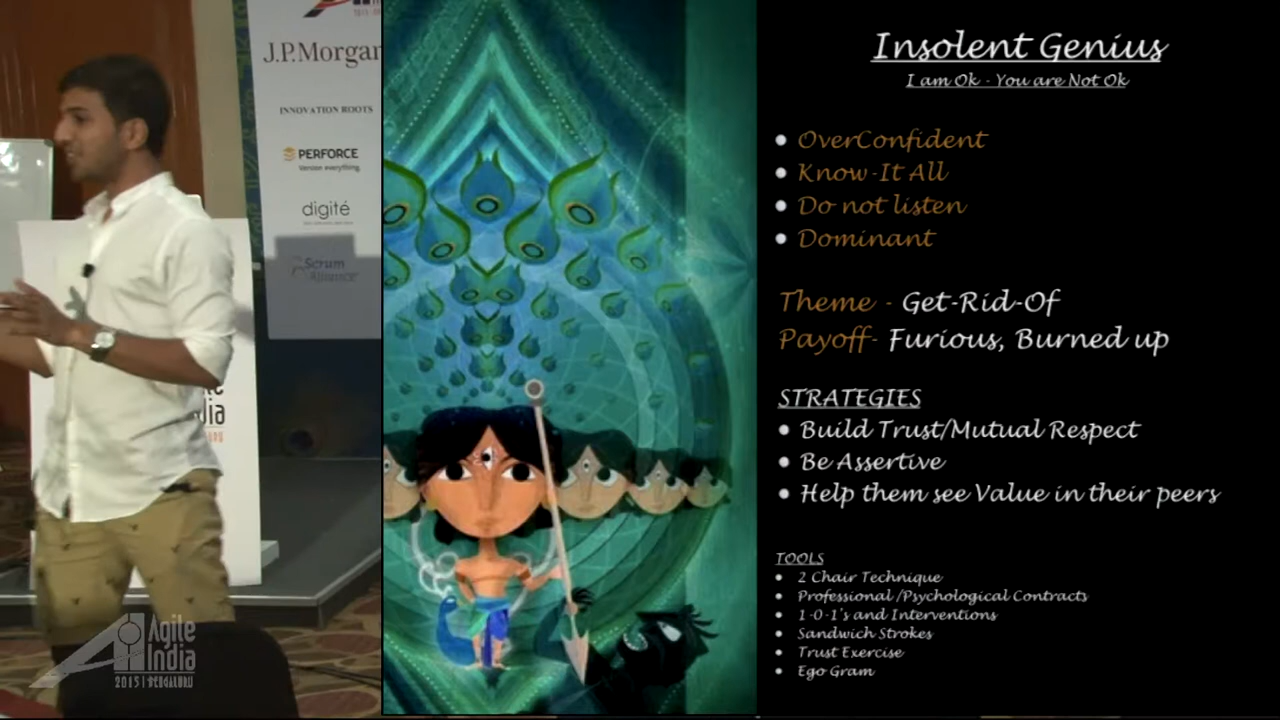 J.P.Morgan
INNOVATION ROOTS
PERFORCE
Version everything.
digité
Scrum
Alliance
Agile
India
2015 | BENGALURU
Insolent Genius
I am Ok - You are Not Ok
OverConfident
Know-It All
Do not listen
Dominant
Theme - Get-Rid-Of
Payoff- Furious, Burned up
STRATEGIES
Build Trust/Mutual Respect
Be Assertive
Help them see Value in their peers
TOOLS
2 Chair Technique
Professional /Psychological Contracts
1-0-1's and Interventions
Sandwich Strokes
Trust Exercise
Ego Gram